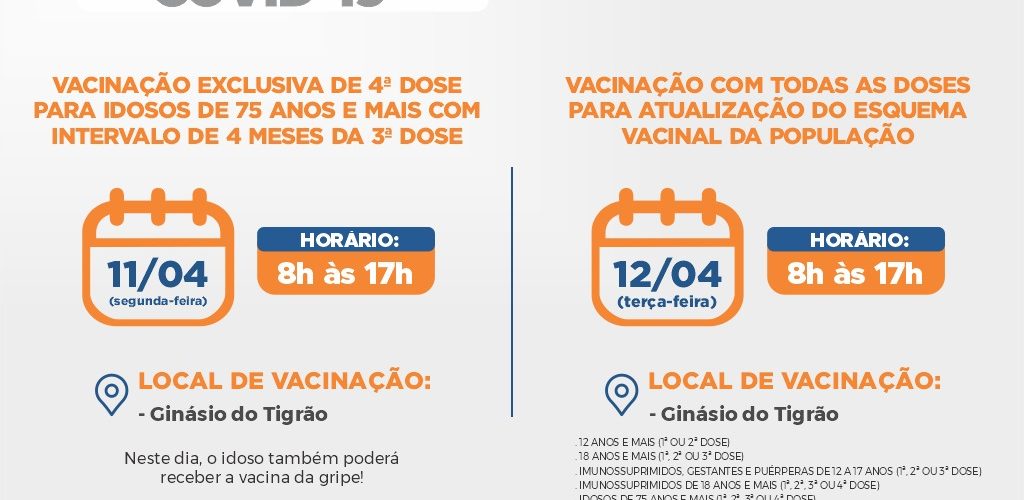 COVID-19
VACINAÇÃO EXCLUSIVA DE 4ª DOSE
PARA IDOSOS DE 75 ANOS E MAIS COM
INTERVALO DE 4 MESES DA 3ª DOSE
11/04
(segunda-feira)
HORÁRIO:
8h às 17h
LOCAL DE VACINAÇÃO:
- Ginásio do Tigrão
Neste dia, o idoso também poderá
receber a vacina da gripe!
VACINAÇÃO COM TODAS AS DOSES
PARA ATUALIZAÇÃO DO ESQUEMA
VACINAL DA POPULAÇÃO
12/04
(terça-feira)
HORÁRIO:
8h às 17h
LOCAL DE VACINAÇÃO:
- Ginásio do Tigrão
. 12 ANOS E MAIS (1ª OU 2ª DOSE)
. 18 ANOS E MAIS (1ª, 2ª OU 3ª DOSE)
. IMUNOSSUPRIMIDOS, GESTANTES E PUÉRPERAS DE 12 A 17 ANOS (1ª, 2ª OU 3ª DOSE)
. IMUNOSSUPRIMIDOS DE 18 ANOS E MAIS (1ª, 2ª, 3ª OU 4ª DOSE)
. IDOSOS DE 75 ANOS E MAIS (1ª, 2ª, 3ª OU 4ª DOSE)